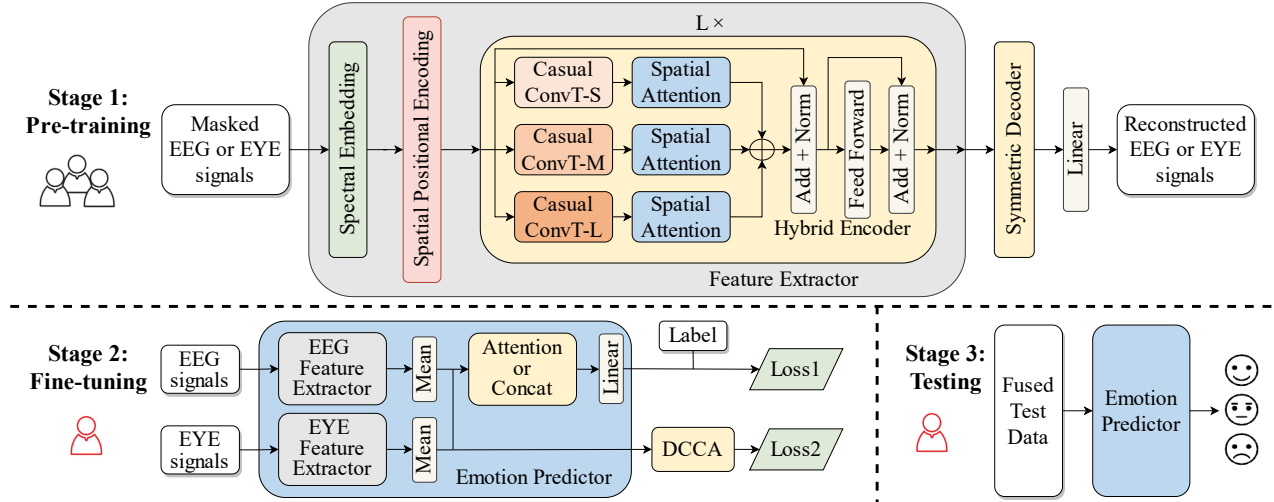 L ×
Stage 1:
Pre-training
Masked
EEG or EYE
signals
Spectral Embedding
Spatial Positional Encoding
Casual
ConvT-S
Spatial
Attention
Casual
ConvT-M
Spatial
Attention
Casual
ConvT-L
Spatial
Attention
Add + Norm
Feed Forward
Add + Norm
Hybrid Encoder
Feature Extractor
Symmetric Decoder
Linear
Reconstructed
EEG or EYE
signals
Stage 2:
Fine-tuning
EEG
signals
EEG
Feature
Extractor
Mean
Attention
or
Concat
Linear
Label
Loss1
EYE
signals
EYE
Feature
Extractor
Mean
Emotion Predictor
DCCA
Loss2
Stage 3:
Testing
Fused
Test
Data
Emotion
Predictor